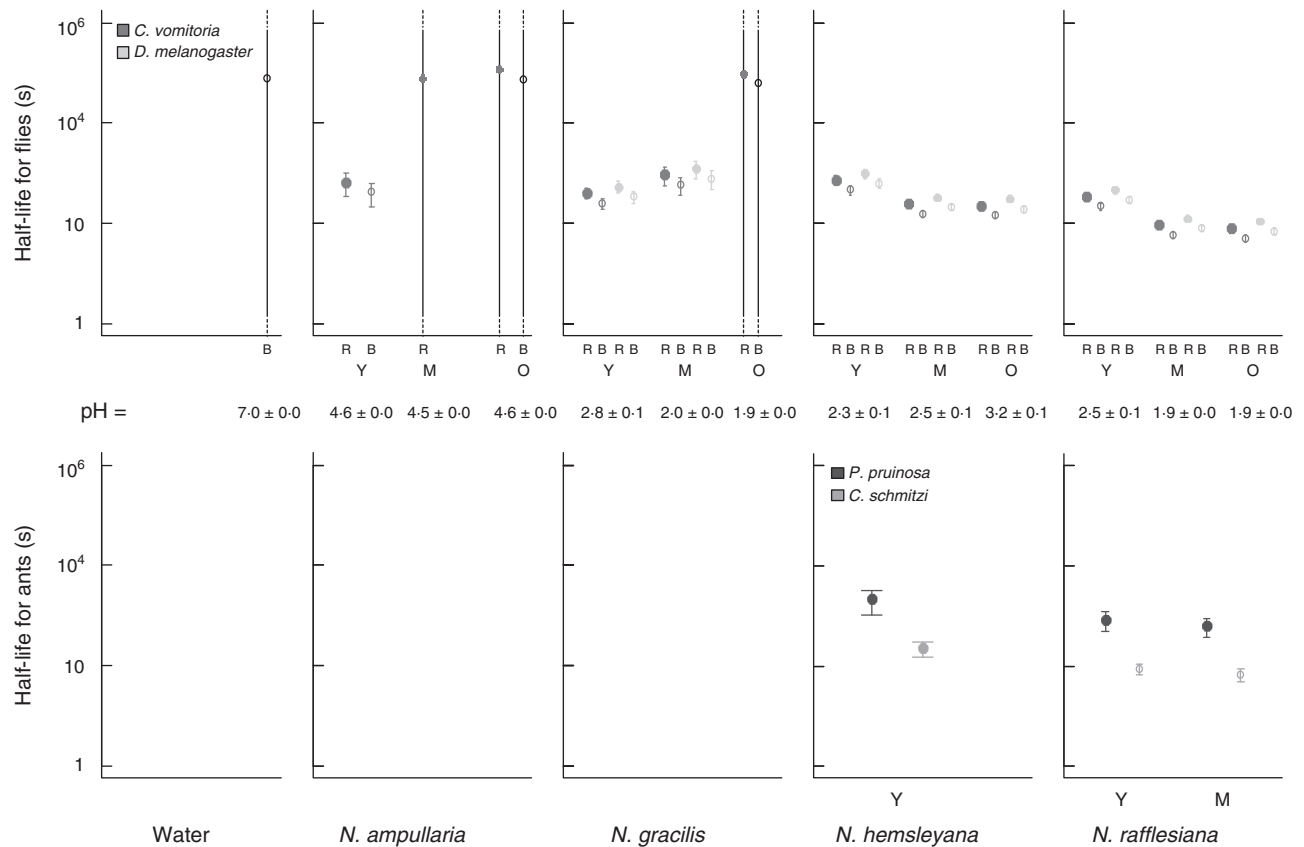 Half-life for flies (s)
10⁶
10⁴
10
1
C. vomitoria
D. melanogaster
B
R B R R B
Y M O
R B R B R B R B R B
Y M O
R B R B R B R B R B R B
Y M O
R B R B R B R B R B R B
Y M O
pH = 7·0 ± 0·0 4·6 ± 0·0 4·5 ± 0·0 4·6 ± 0·0 2·8 ± 0·1 2·0 ± 0·0 1·9 ± 0·0 2·3 ± 0·1 2·5 ± 0·1 3·2 ± 0·1 2·5 ± 0·1 1·9 ± 0·0 1·9 ± 0·0
Half-life for ants (s)
10⁶
10⁴
10
1
P. pruinosa
C. schmitzi
Y Y M
Water N. ampullaria N. gracilis N. hemsleyana N. rafflesiana